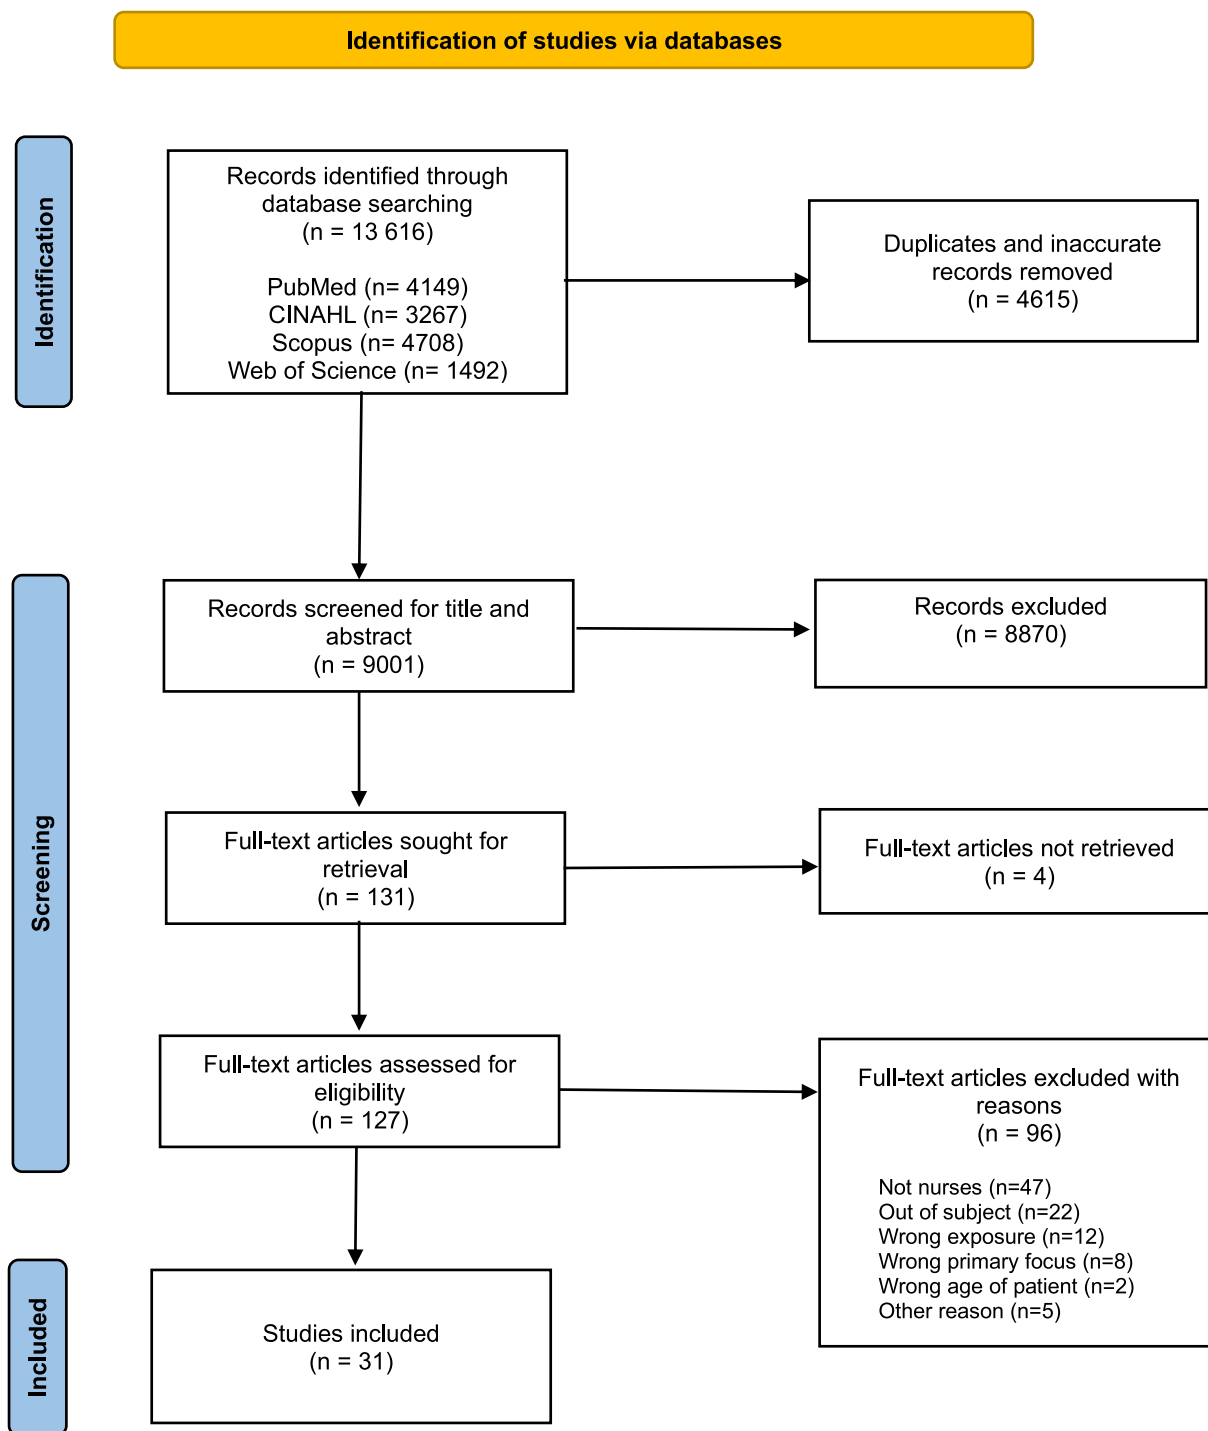 Identification of studies via databases
Identification
Records identified through
database searching
(n = 13 616)
PubMed (n= 4149)
CINAHL (n= 3267)
Scopus (n= 4708)
Web of Science (n= 1492)
Duplicates and inaccurate
records removed
(n = 4615)
Screening
Records screened for title and
abstract
(n = 9001)
Records excluded
(n = 8870)
Full-text articles sought for
retrieval
(n = 131)
Full-text articles not retrieved
(n = 4)
Full-text articles assessed for
eligibility
(n = 127)
Full-text articles excluded with
reasons
(n = 96)
Not nurses (n=47)
Out of subject (n=22)
Wrong exposure (n=12)
Wrong primary focus (n=8)
Wrong age of patient (n=2)
Other reason (n=5)
Included
Studies included
(n = 31)